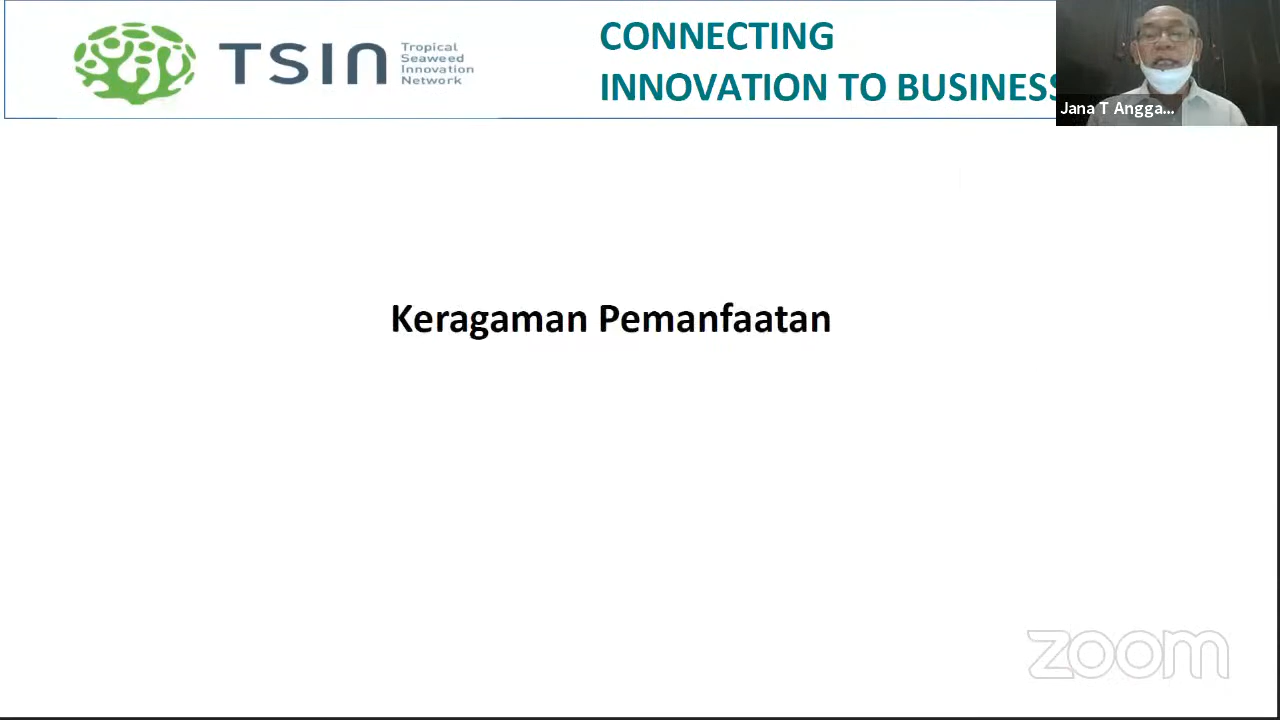 TSIN
Tropical
Seaweed
Innovation
Network
CONNECTING
INNOVATION TO BUSINESS
Jana T Angga...
Keragaman Pemanfaatan
zoom